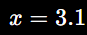 x = 3.1